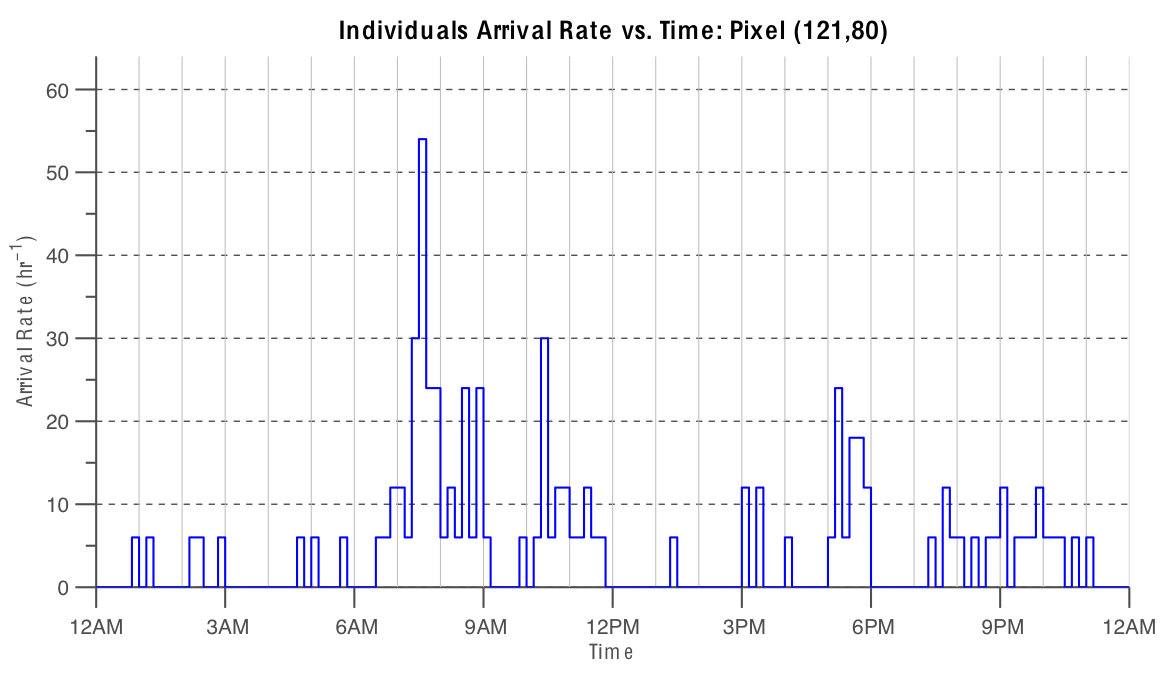 Individuals Arrival Rate vs. Time: Pixel (121,80)
Arrival Rate (hr⁻¹)
60
50
40
30
20
10
0
12AM 3AM 6AM 9AM 12PM 3PM 6PM 9PM 12AM
Time